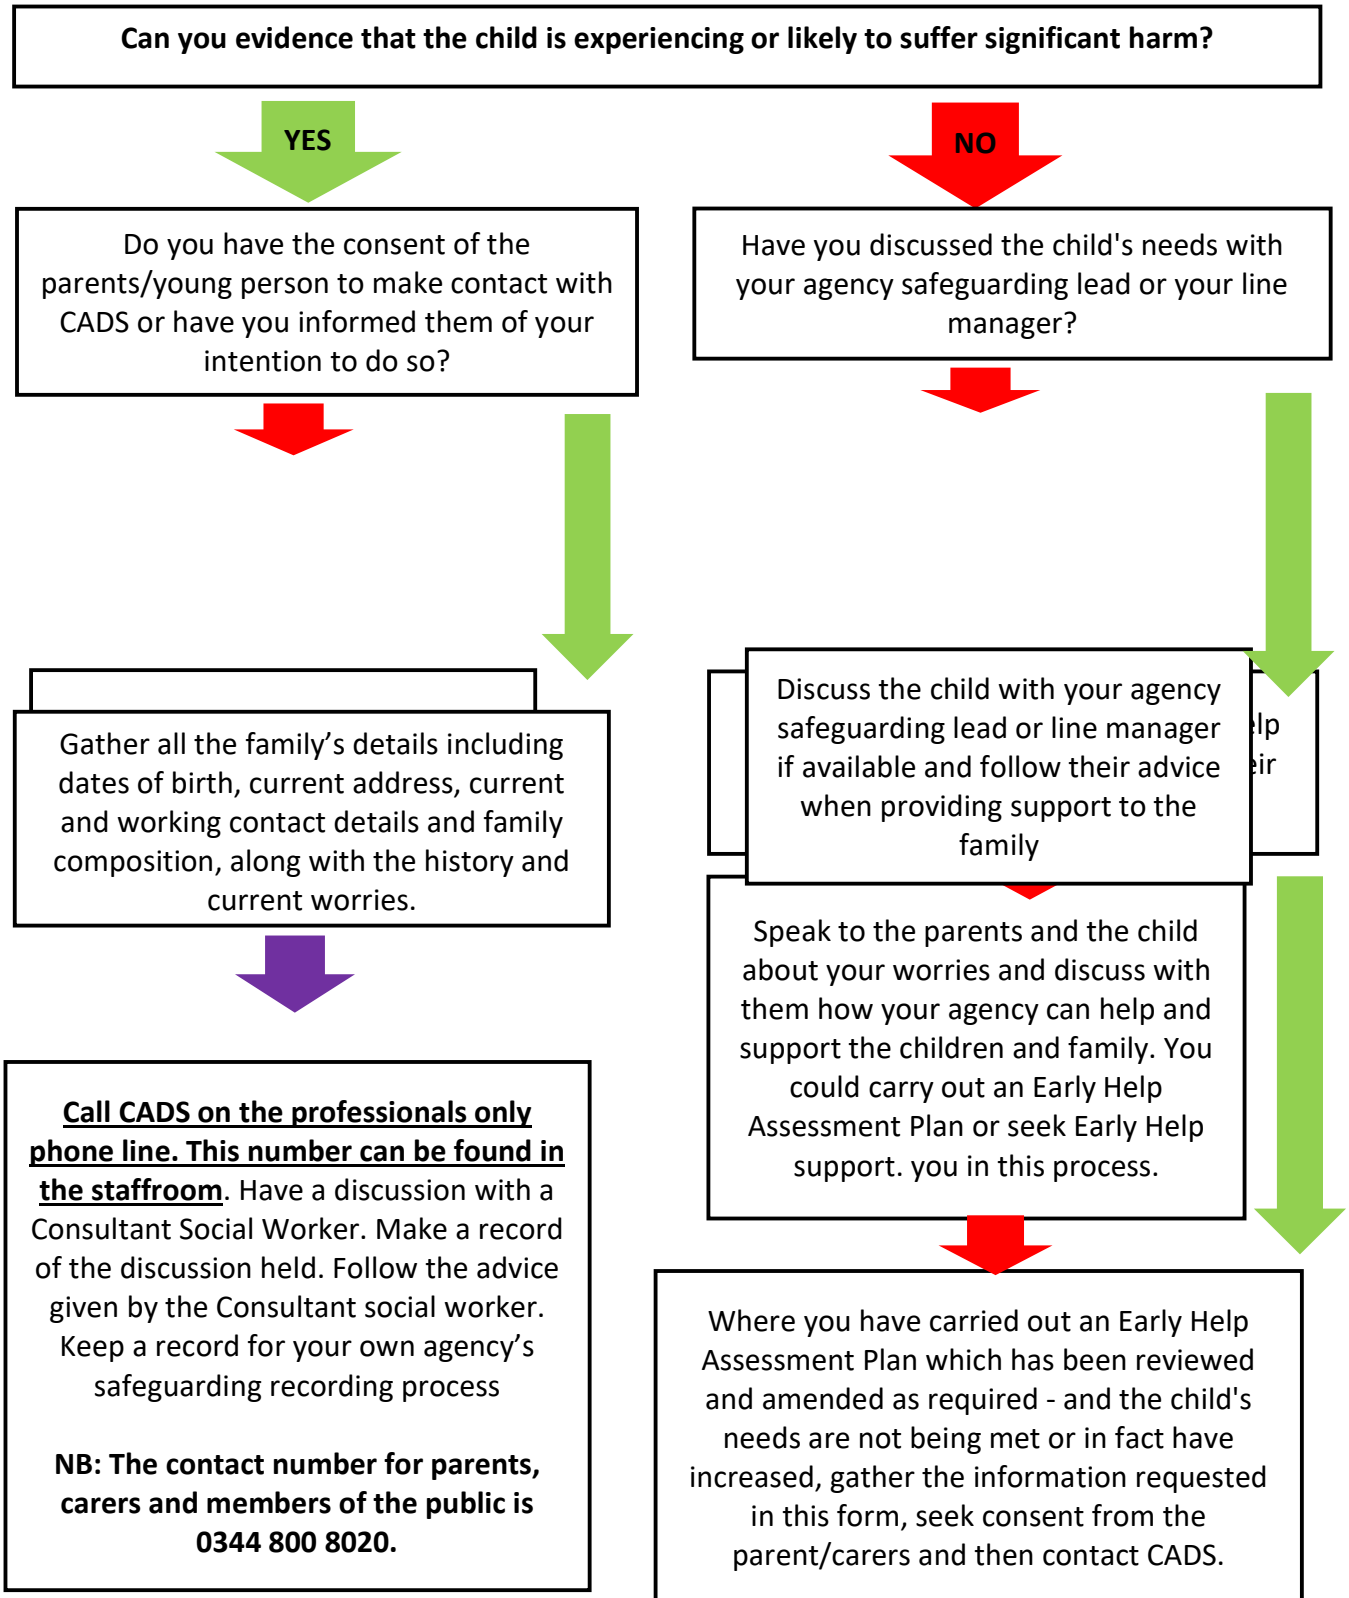 Can you evidence that the child is experiencing or likely to suffer significant harm?
YES
NO
Do you have the consent of the
parents/young person to make contact with
CADS or have you informed them of your
intention to do so?
Have you discussed the child's needs with
your agency safeguarding lead or your line
manager?
Gather all the family’s details including
dates of birth, current address, current
and working contact details and family
composition, along with the history and
current worries.
Discuss the child with your agency
safeguarding lead or line manager
if available and follow their advice
when providing support to the
family
Speak to the parents and the child
about your worries and discuss with
them how your agency can help and
support the children and family. You
could carry out an Early Help
Assessment Plan or seek Early Help
support. you in this process.
Call CADS on the professionals only
phone line. This number can be found in
the staffroom. Have a discussion with a
Consultant Social Worker. Make a record
of the discussion held. Follow the advice
given by the Consultant social worker.
Keep a record for your own agency’s
safeguarding recording process
NB: The contact number for parents,
carers and members of the public is
0344 800 8020.
Where you have carried out an Early Help
Assessment Plan which has been reviewed
and amended as required - and the child's
needs are not being met or in fact have
increased, gather the information requested
in this form, seek consent from the
parent/carers and then contact CADS.